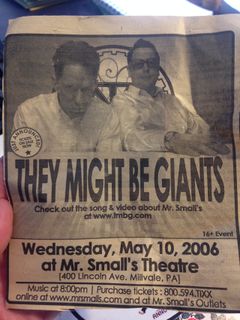 JUST ANNOUNCED!
THEY MIGHT BE GIANTS
Check out the song & video about Mr. Small's
at www.tmbg.com
16+ Event
Wednesday, May 10, 2006
at Mr. Small's Theatre
[400 Lincoln Ave, Millvale, PA]
Music at 8:00pm | Purchase tickets : 800.594.TIXX
online at www.mrsmalls.com and at Mr. Small's Outlets